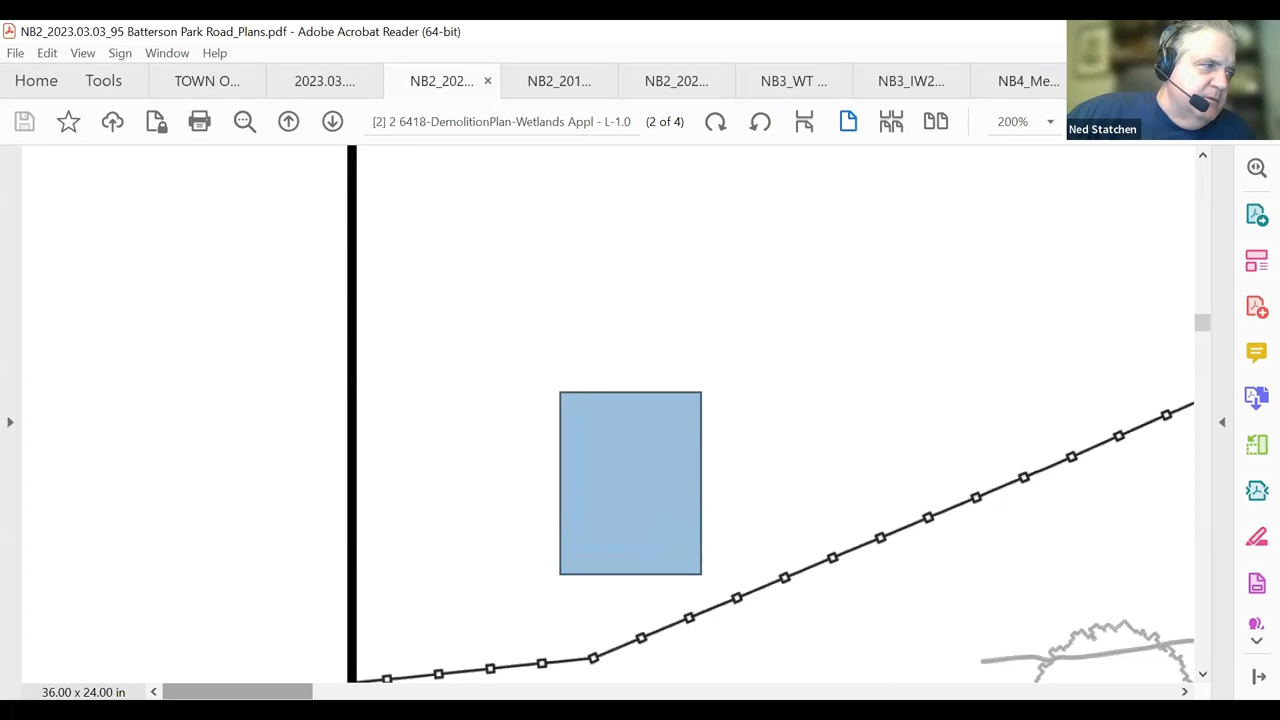 NB2_2023.03.03_95 Batterson Park Road_Plans.pdf - Adobe Acrobat Reader (64-bit)
File Edit View Sign Window Help
Home Tools TOWN O... 2023.03.... NB2_202... × NB2_201... NB2_202... NB3_WT ... NB3_IW2... NB4_Me...
[2] 2 6418-DemolitionPlan-Wetlands Appl - L-1.0 (2 of 4) 200%
Ned Statchen
36.00 x 24.00 in